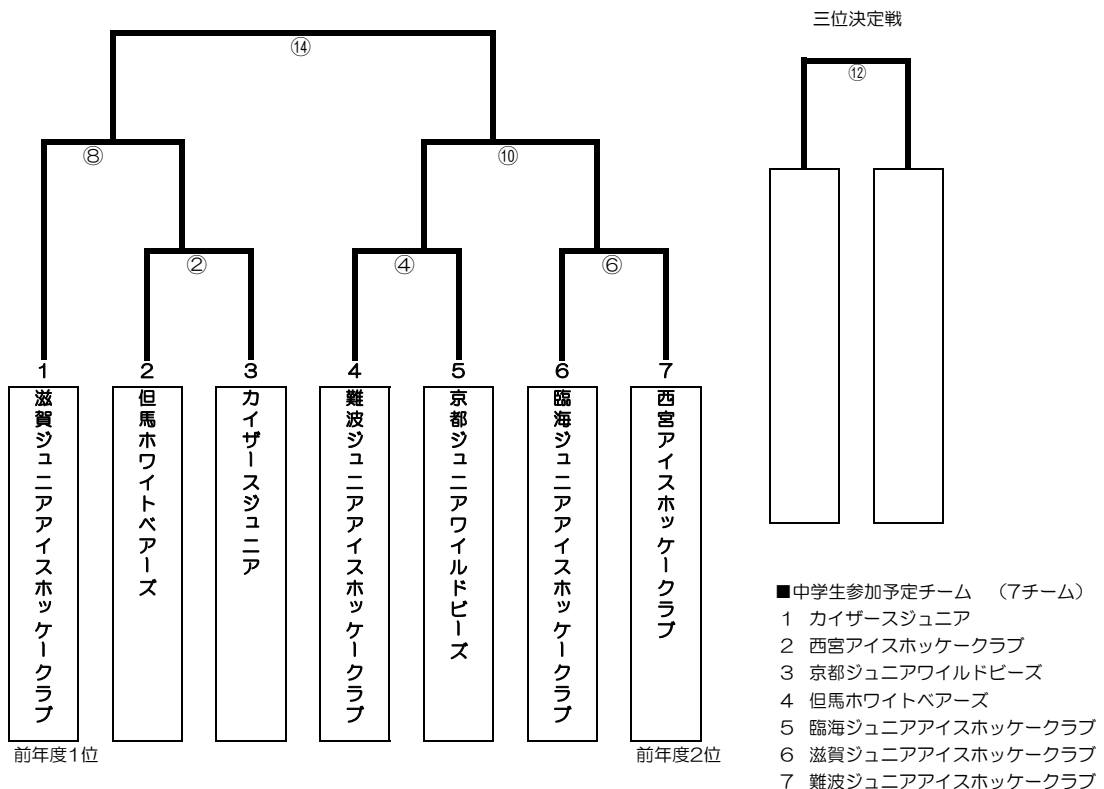 三位決定戦
⑭
⑫
⑧
⑩
②
④
⑥
1
2
3
4
5
6
7
滋賀ジュニアアイスホッケークラブ
但馬ホワイトベアーズ
カイザースジュニア
難波ジュニアアイスホッケークラブ
京都ジュニアワイルドビーズ
臨海ジュニアアイスホッケークラブ
西宮アイスホッケークラブ
前年度1位
前年度2位
■中学生参加予定チーム （7チーム）
1 カイザースジュニア
2 西宮アイスホッケークラブ
3 京都ジュニアワイルドビーズ
4 但馬ホワイトベアーズ
5 臨海ジュニアアイスホッケークラブ
6 滋賀ジュニアアイスホッケークラブ
7 難波ジュニアアイスホッケークラブ